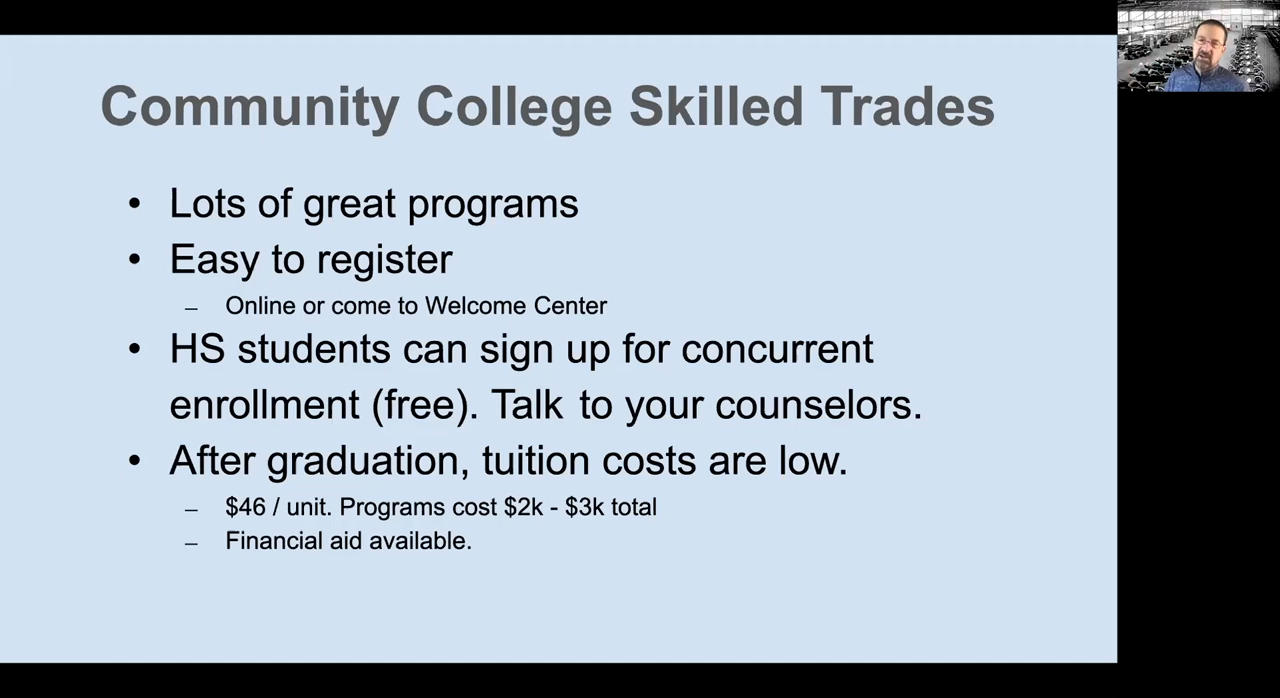 Community College Skilled Trades
• Lots of great programs
• Easy to register
– Online or come to Welcome Center
• HS students can sign up for concurrent
enrollment (free). Talk to your counselors.
• After graduation, tuition costs are low.
– $46 / unit. Programs cost $2k - $3k total
– Financial aid available.